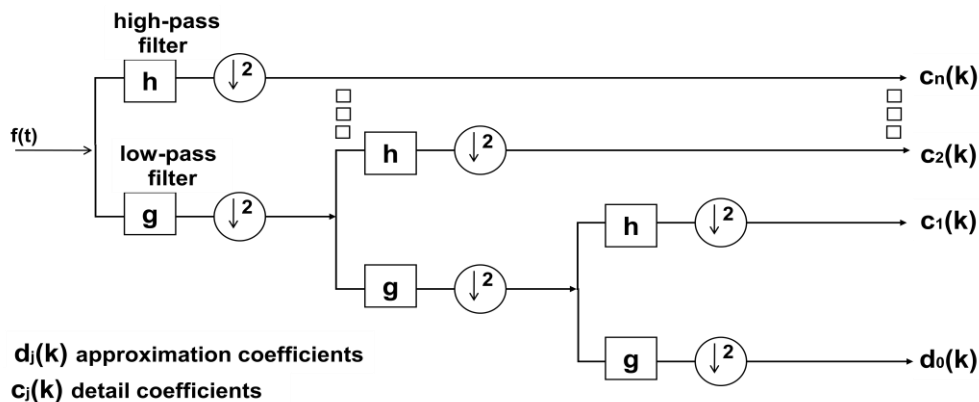 high-pass
filter
h
↓2
cn(k)
f(t)
low-pass
filter
h
↓2
c2(k)
g
↓2
h
↓2
c1(k)
g
↓2
dj(k) approximation coefficients
g
↓2
d0(k)
cj(k) detail coefficients